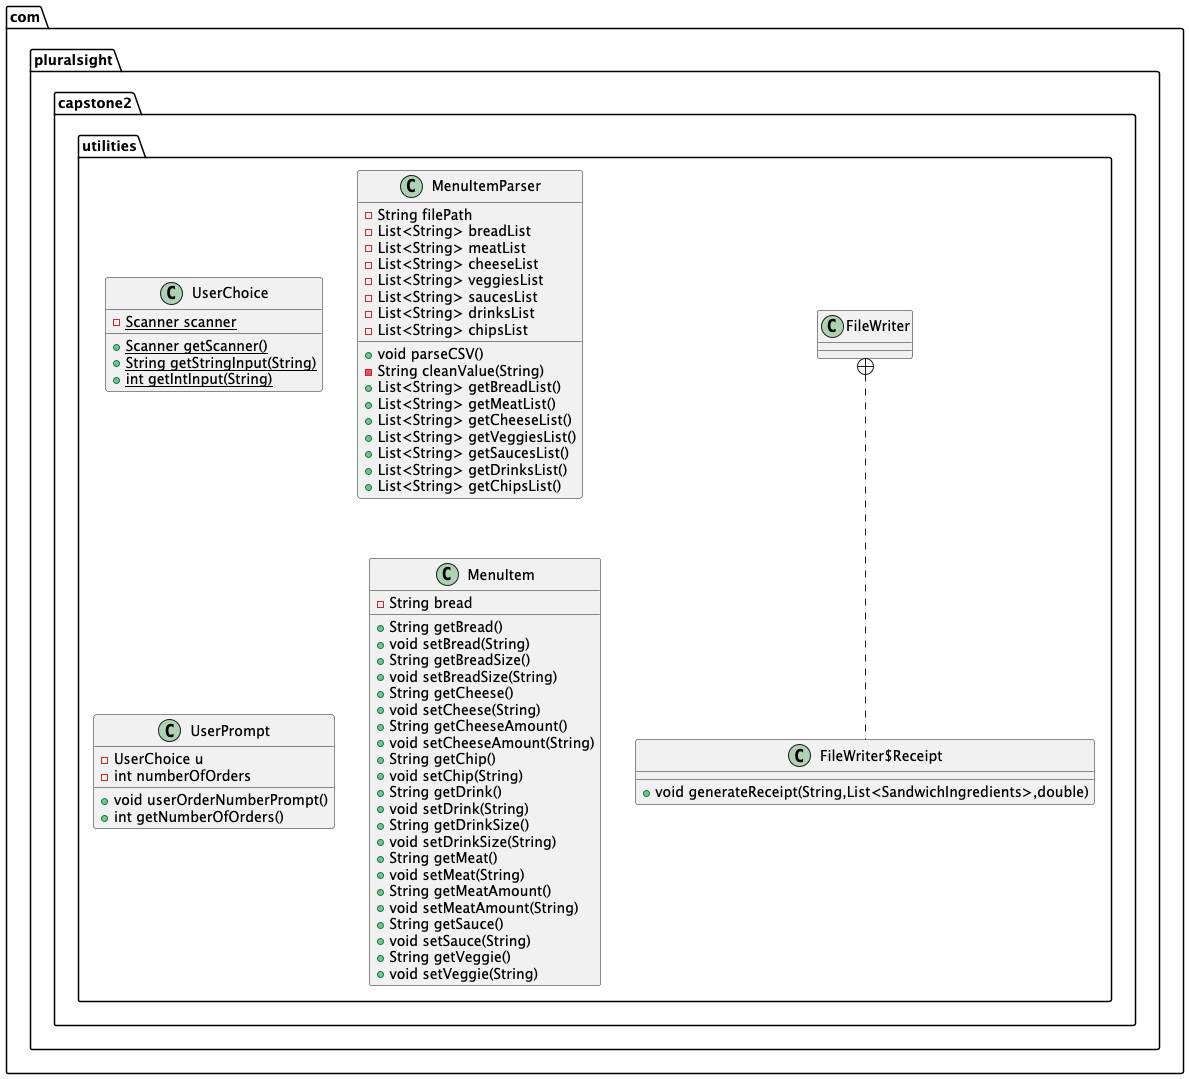 com
pluralsight
capstone2
utilities
C UserChoice
Scanner scanner
Scanner getScanner()
String getStringInput(String)
int getIntInput(String)
C MenuItemParser
String filePath
List<String> breadList
List<String> meatList
List<String> cheeseList
List<String> veggiesList
List<String> saucesList
List<String> drinksList
List<String> chipsList
void parseCSV()
String cleanValue(String)
List<String> getBreadList()
List<String> getMeatList()
List<String> getCheeseList()
List<String> getVeggiesList()
List<String> getSaucesList()
List<String> getDrinksList()
List<String> getChipsList()
C FileWriter
C UserPrompt
UserChoice u
int numberOfOrders
void userOrderNumberPrompt()
int getNumberOfOrders()
C MenuItem
String bread
String getBread()
void setBread(String)
String getBreadSize()
void setBreadSize(String)
String getCheese()
void setCheese(String)
String getCheeseAmount()
void setCheeseAmount(String)
String getChip()
void setChip(String)
String getDrink()
void setDrink(String)
String getDrinkSize()
void setDrinkSize(String)
String getMeat()
void setMeat(String)
String getMeatAmount()
void setMeatAmount(String)
String getSauce()
void setSauce(String)
String getVeggie()
void setVeggie(String)
C FileWriter$Receipt
void generateReceipt(String,List<SandwichIngredients>,double)